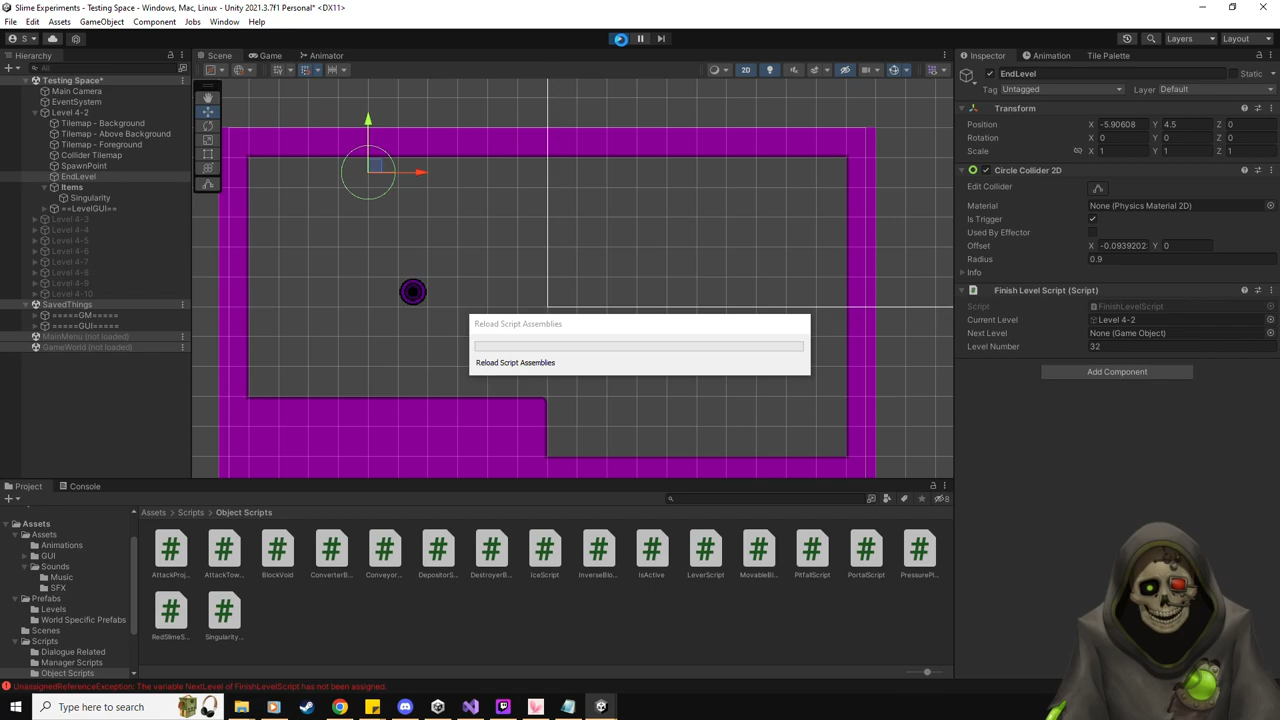 Slime Experiments - Testing Space - Windows, Mac, Linux - Unity 2021.3.7f1 Personal* <DX11>
File Edit Assets GameObject Component Jobs Window Help
S Layers Layout
Hierarchy Scene Game Animator Inspector Animation Tile Palette
All
2D
Testing Space*
Main Camera
EventSystem
Level 4-2
Tilemap - Background
Tilemap - Above Background
Tilemap - Foreground
Collider Tilemap
SpawnPoint
EndLevel
Items
Singularity
==LevelGUI==
Level 4-3
Level 4-4
Level 4-5
Level 4-6
Level 4-7
Level 4-8
Level 4-9
Level 4-10
SavedThings
=====GM=====
=====GUI=====
MainMenu (not loaded)
GameWorld (not loaded)
Reload Script Assemblies
Reload Script Assemblies
EndLevel Static
Tag Untagged Layer Default
Transform
Position X -5.90608 Y 4.5 Z 0
Rotation X 0 Y 0 Z 0
Scale X 1 Y 1 Z 1
Circle Collider 2D
Edit Collider
Material None (Physics Material 2D)
Is Trigger
Used By Effector
Offset X -0.0939202 Y 0
Radius 0.9
Info
Finish Level Script (Script)
Script FinishLevelScript
Current Level Level 4-2
Next Level None (Game Object)
Level Number 32
Add Component
Project Console
8
Assets
Assets
Animations
GUI
Sounds
Music
SFX
Prefabs
Levels
World Specific Prefabs
Scenes
Scripts
Dialogue Related
Manager Scripts
Object Scripts
Assets Scripts Object Scripts
AttackProj... AttackTow... BlockVoid ConverterB... Conveyor... DepositorS... DestroyerB... IceScript InverseBlo... IsActive LeverScript MovableBl... PitfallScript PortalScript PressurePl...
RedSlimeS... Singularity...
UnassignedReferenceException: The variable NextLevel of FinishLevelScript has not been assigned.
Type here to search